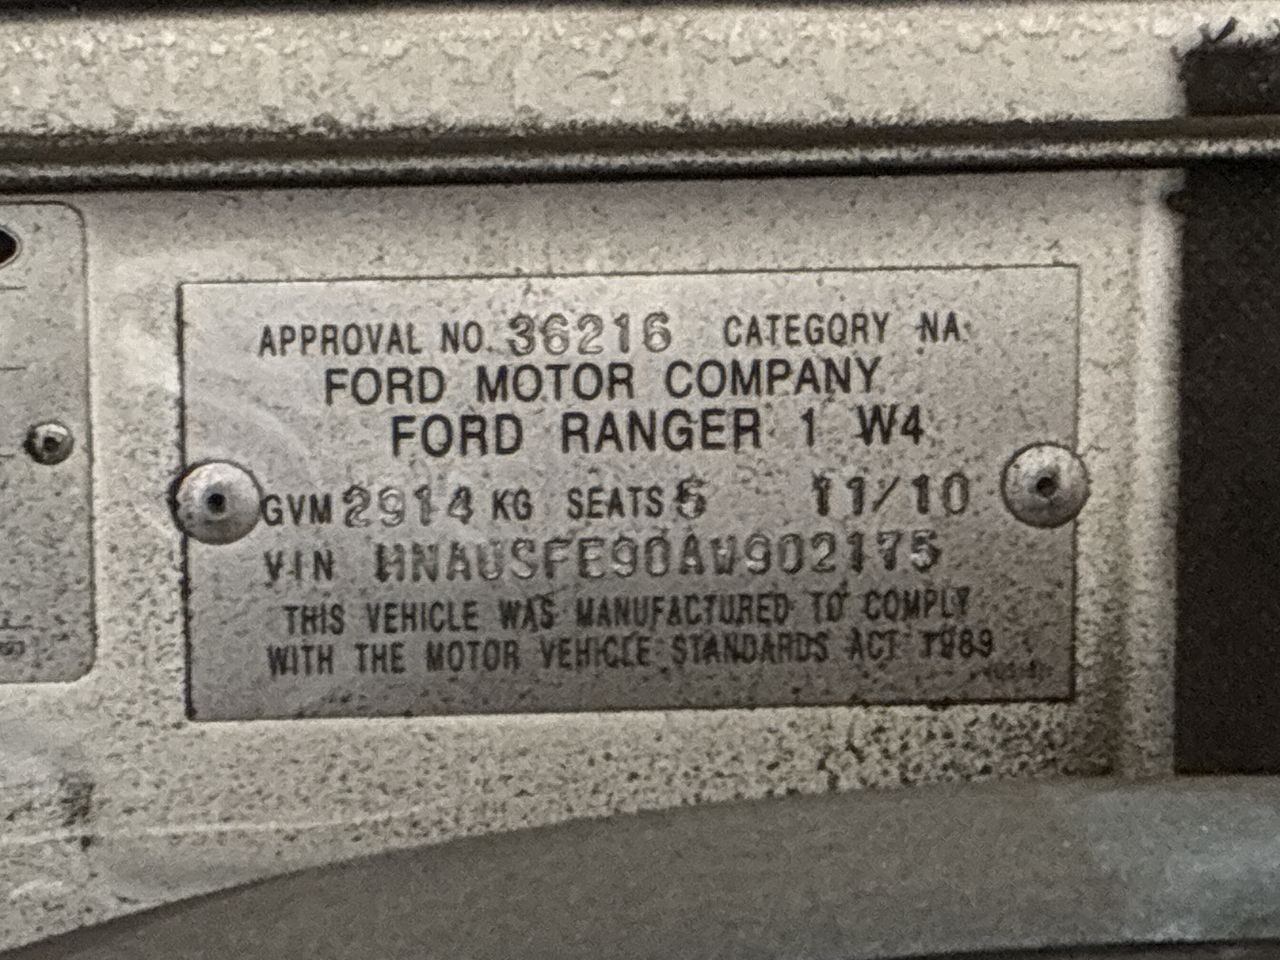 APPROVAL NO. 36216 CATEGORY NA
FORD MOTOR COMPANY
FORD RANGER 1 W4
GVM 2914 KG SEATS 5 11/10
VIN MNAUSFE90AW902175
THIS VEHICLE WAS MANUFACTURED TO COMPLY
WITH THE MOTOR VEHICLE STANDARDS ACT 1989